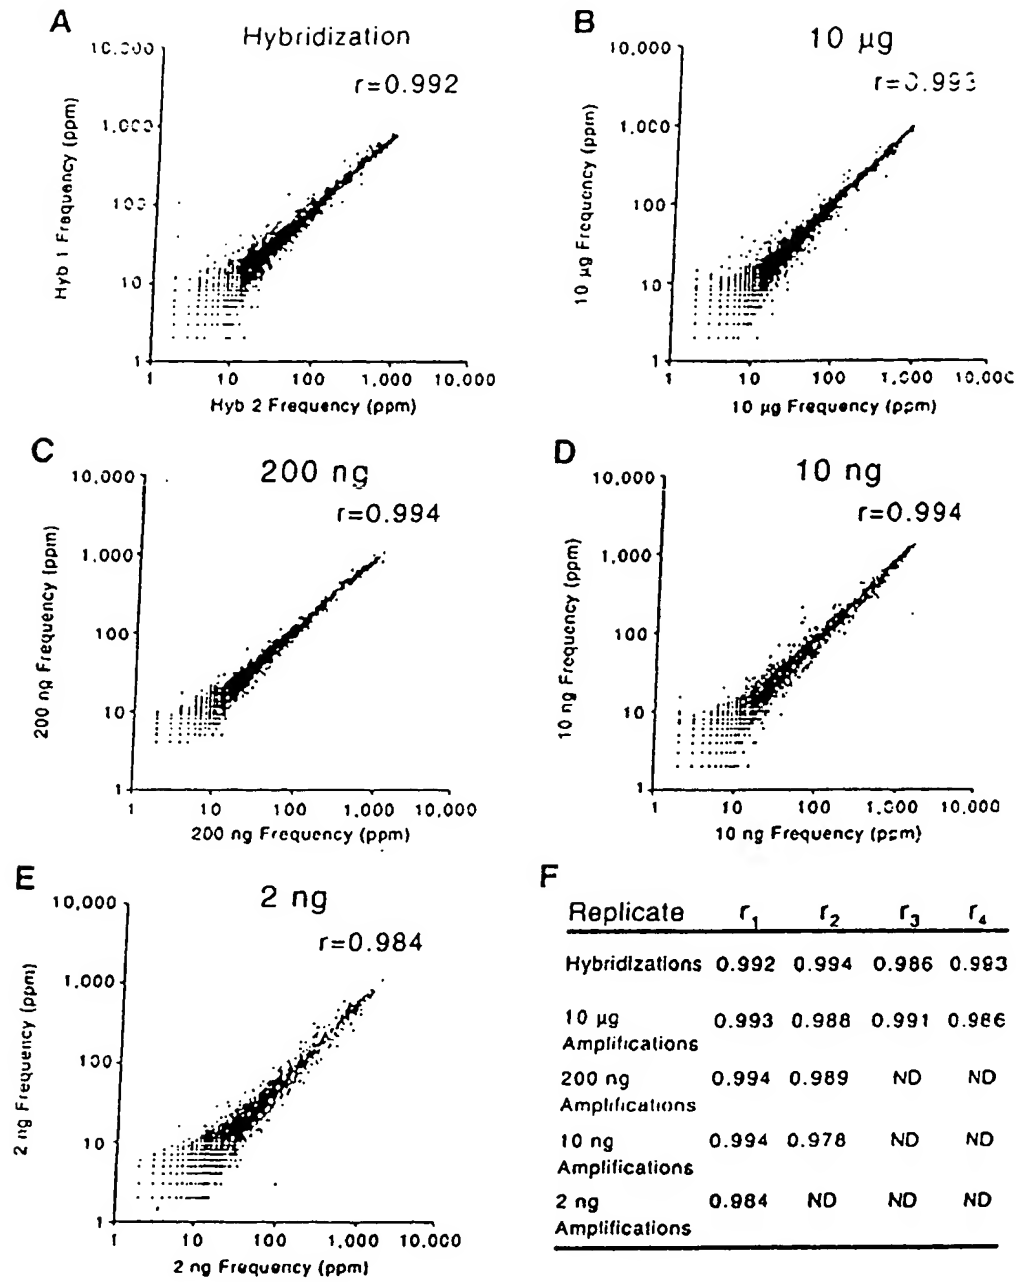 A
Hybridization
r=0.992
10.000
1.000
100
10
1
Hyb 1 Frequency (ppm)
1 10 100 1,000 10.000
Hyb 2 Frequency (ppm)
B
10 µg
r=0.993
10,000
1.000
100
10
1
10 µg Frequency (ppm)
1 10 100 1,000
10 µg Frequency (ppm)
C
200 ng
r=0.994
10,000
1,000
100
10
1
200 ng Frequency (ppm)
1 10 100 1,000 10,000
200 ng Frequency (ppm)
D
10 ng
r=0.994
10,000
1,000
100
10
1
10 ng Frequency (ppm)
1 10 100 10,000
10 ng Frequency (ppm)
E
2 ng
r=0.984
10,000
1.000
100
10
1
2 ng Frequency (ppm)
1 10 100 1,000 10,000
2 ng Frequency (ppm)
F
Replicate r1 r2 r3 r4
Hybridizations 0.992 0.994 0.986 0.993
10 µg
Amplifications 0.993 0.988 0.991 0.986
200 ng
Amplifications 0.994 0.989 ND ND
10 ng
Amplifications 0.994 0.978 ND ND
2 ng
Amplifications 0.984 ND ND ND